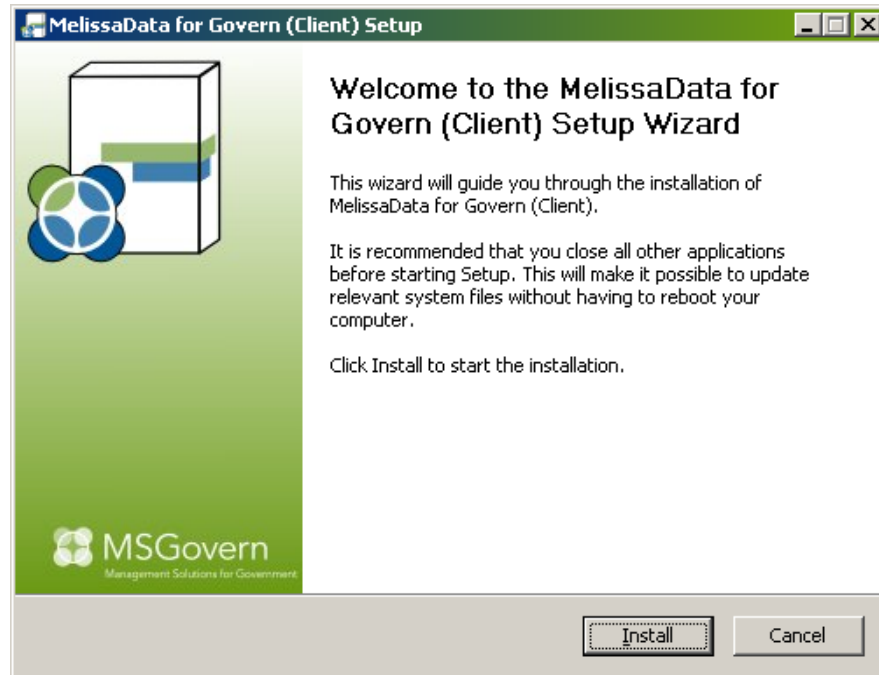 MelissaData for Govern (Client) Setup
Welcome to the MelissaData for
Govern (Client) Setup Wizard
This wizard will guide you through the installation of
MelissaData for Govern (Client).
It is recommended that you close all other applications
before starting Setup. This will make it possible to update
relevant system files without having to reboot your
computer.
Click Install to start the installation.
MSGovern
Management Solutions for Government
Install
Cancel